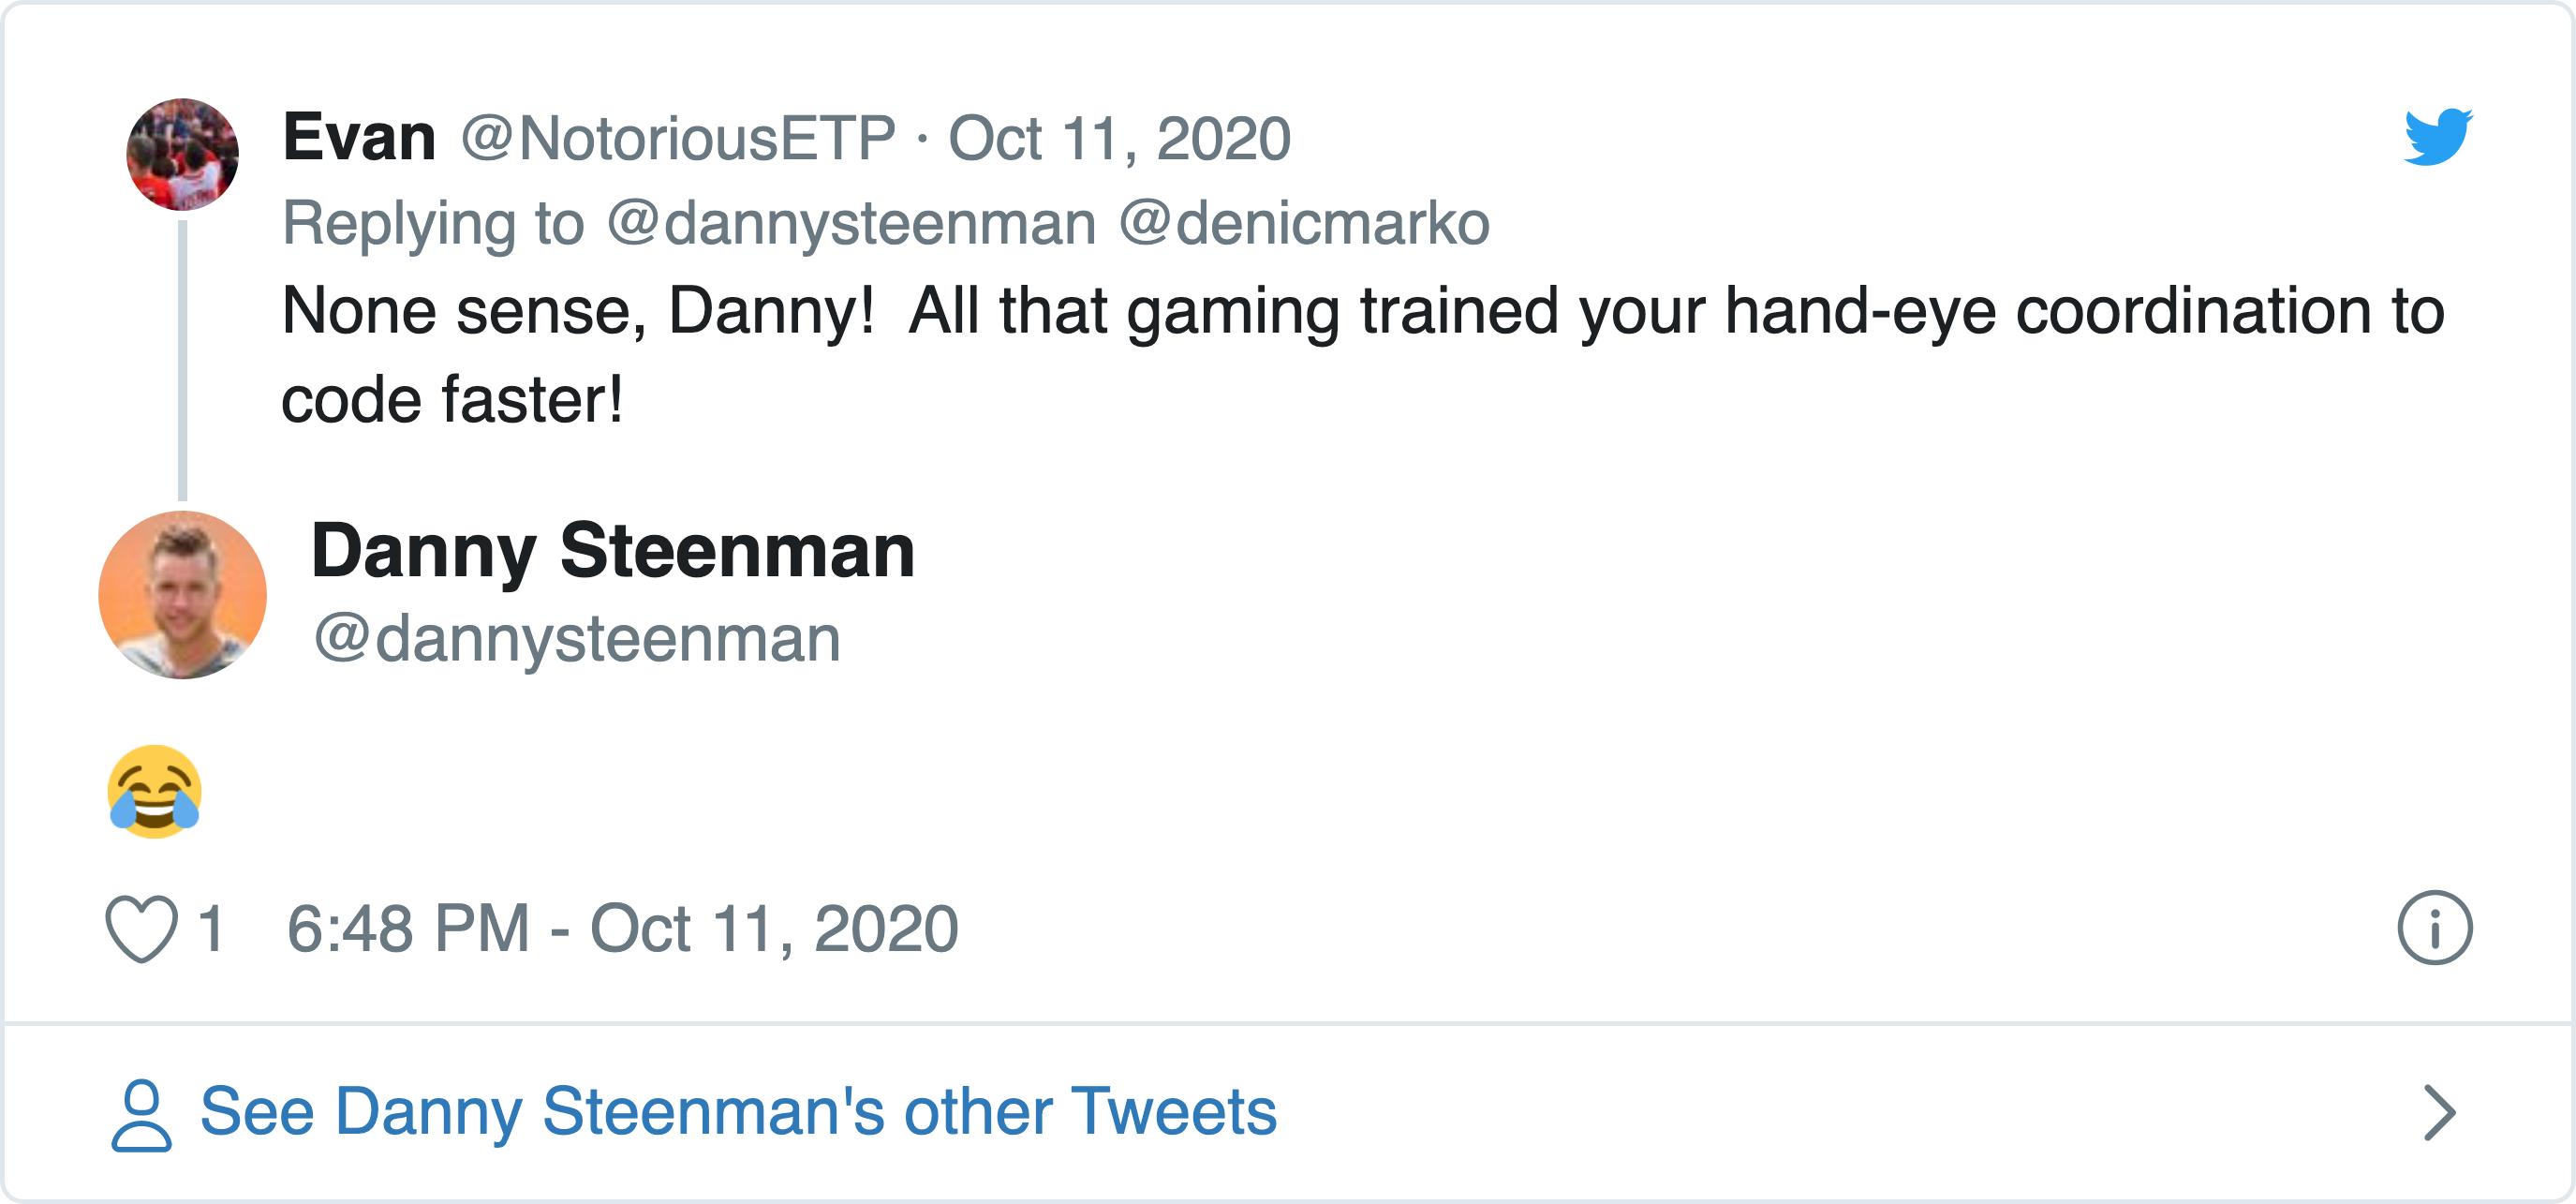 Evan @NotoriousETP · Oct 11, 2020
Replying to @dannysteenman @denicmarko
None sense, Danny!  All that gaming trained your hand-eye coordination to
code faster!
Danny Steenman
@dannysteenman
😂
1 6:48 PM - Oct 11, 2020
See Danny Steenman's other Tweets